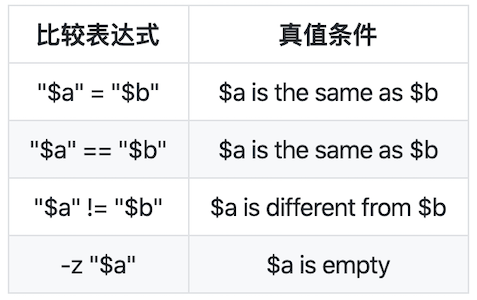 比较表达式 真值条件
"$a" = "$b" $a is the same as $b
"$a" == "$b" $a is the same as $b
"$a" != "$b" $a is different from $b
-z "$a" $a is empty